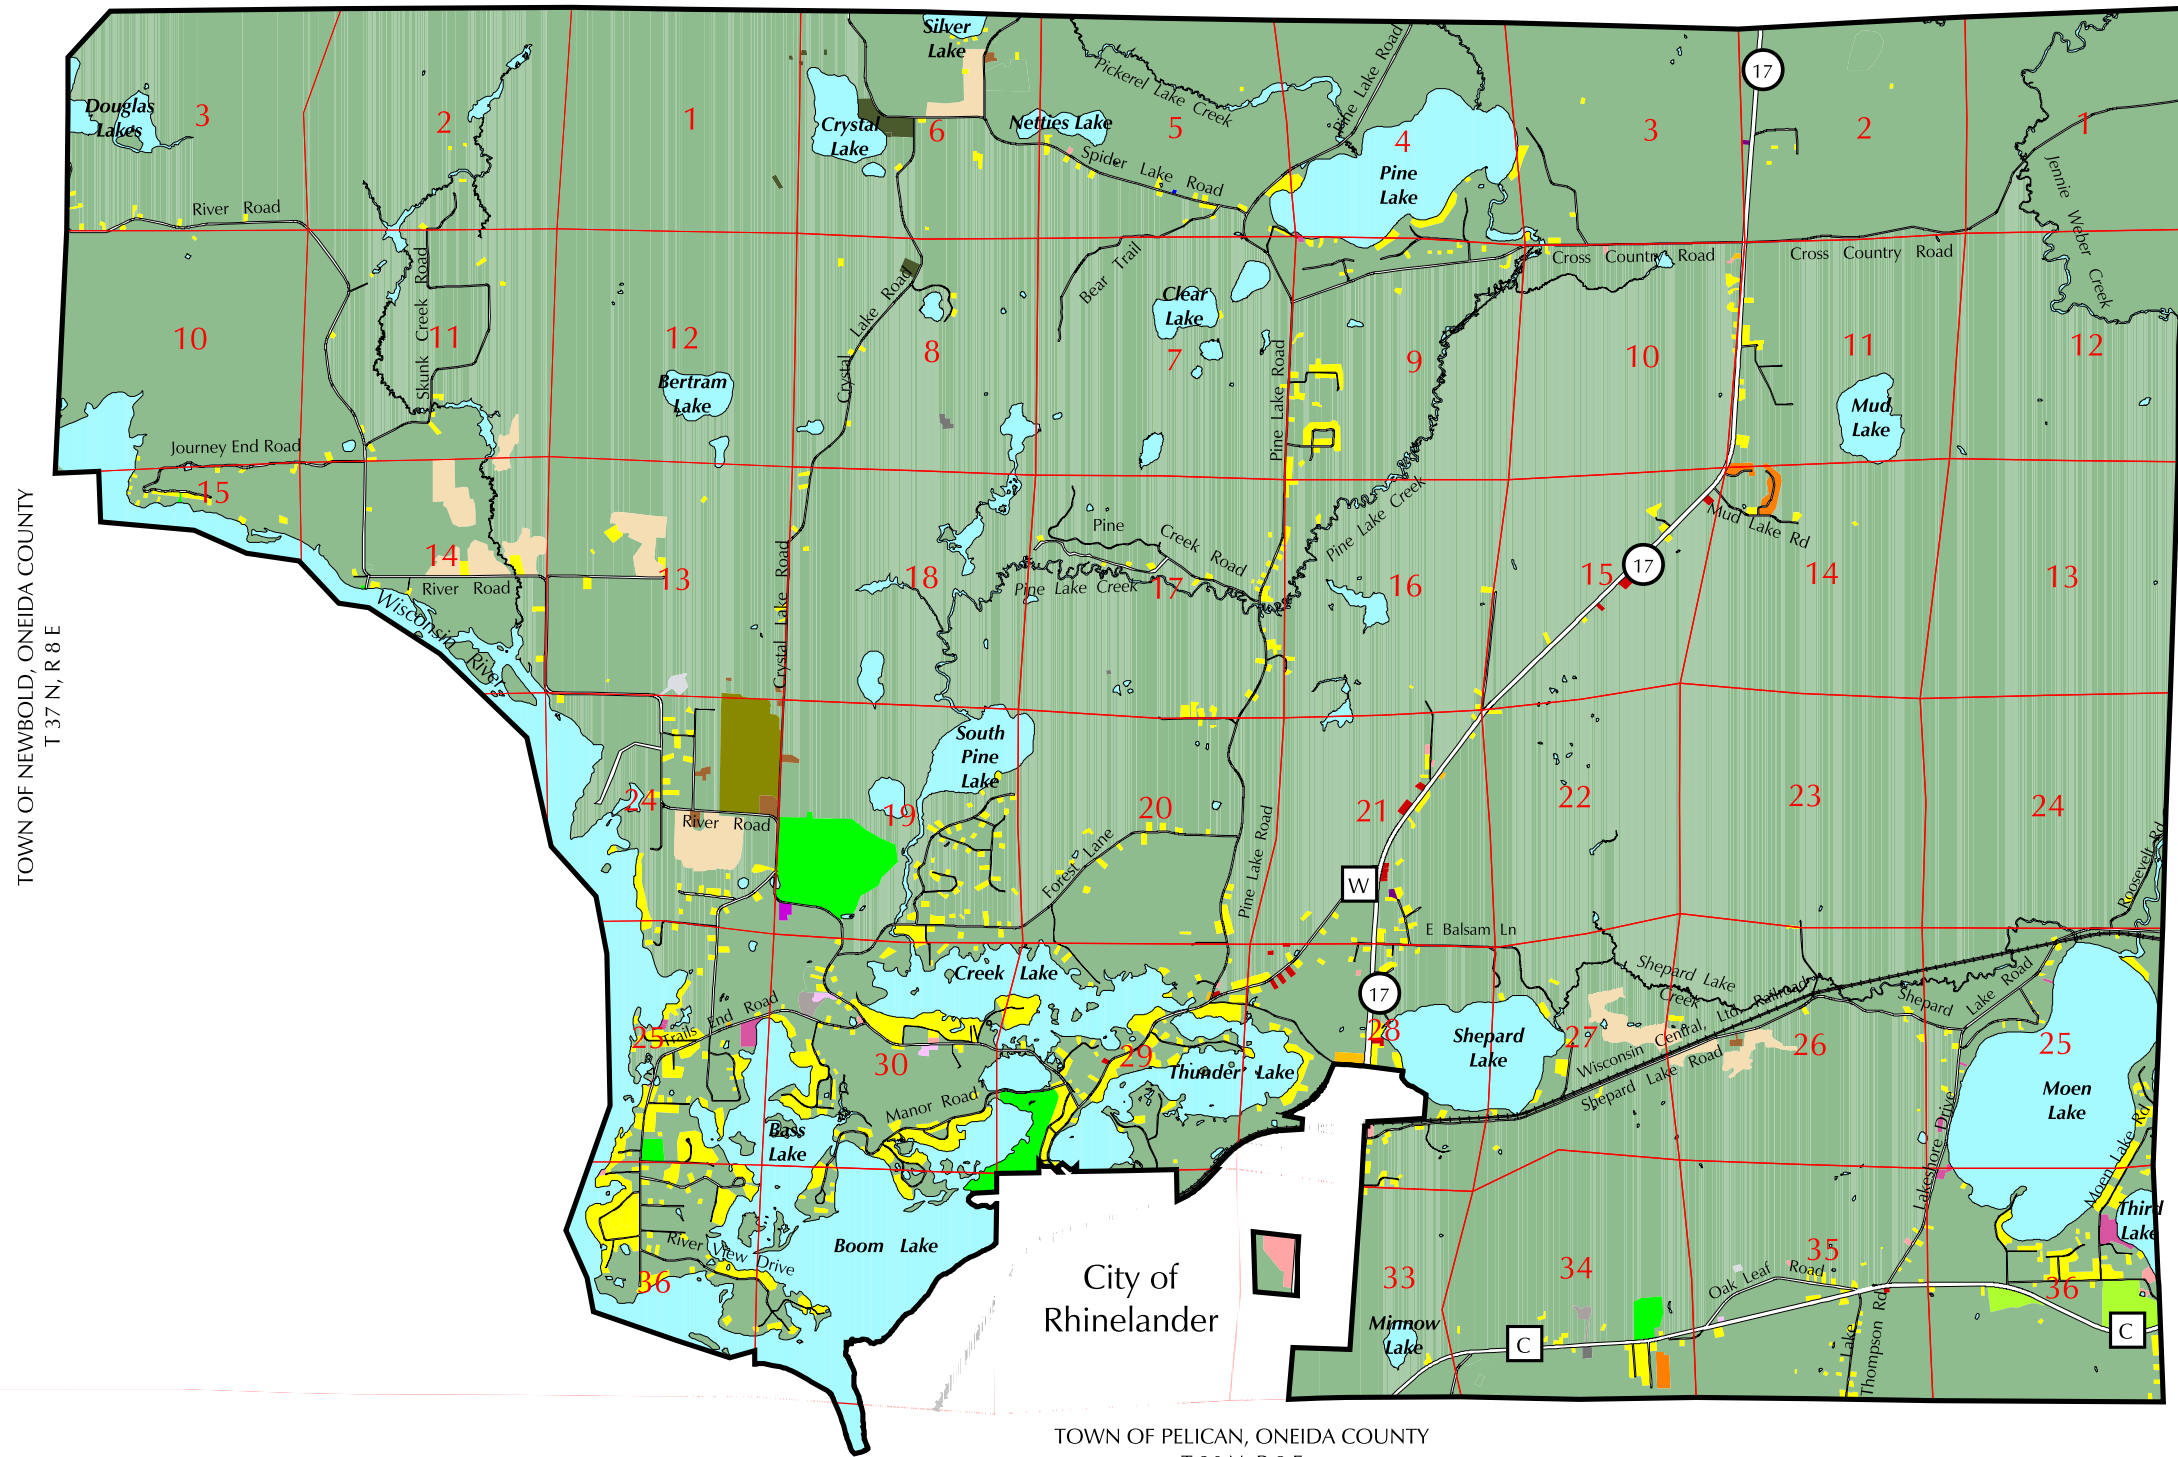 Silver
Lake
17
Pickerel Lake Creek
Pine Lake Road
Douglas
Lakes
3
2
1
Crystal
Lake
6
Netties Lake
5
4
3
2
1
Spider Lake Road
Pine
Lake
Jennie Weber Creek
River Road
Skunk Creek Road
Bear Trail
Cross Country Road
Cross Country Road
Clear
Lake
Crystal Lake Road
10
11
12
8
7
9
10
11
12
Pine Lake Road
Bertram
Lake
Mud
Lake
Journey End Road
15
Pine Creek Road
Pine Lake Creek
Mud Lake Rd
14
River Road
13
Crystal Lake Road
18
Pine Lake Creek
17
16
15
17
14
13
TOWN OF NEWBOLD, ONEIDA COUNTY
T 37 N, R 8 E
Wisconsin River
South
Pine
Lake
24
River Road
19
20
21
22
23
24
Forest Lane
Pine Lake Road
Roosevelt Rd
W
E Balsam Ln
Creek Lake
Shepard Lake
Creek
Shepard Lake Road
17
Trails End Road
25
30
29
28
Shepard
Lake
27
Wisconsin Central, Ltd Railroad
26
25
Thunder Lake
Shepard Lake Road
Moen
Lake
Manor Road
Bass
Lake
Lakeshore Drive
Moen Lake Rd
Third
Lake
River View Drive
Boom Lake
36
City of
Rhinelander
33
34
35
Oak Leaf Road
36
Minnow
Lake
C
C
Lake
Thompson Rd
TOWN OF PELICAN, ONEIDA COUNTY